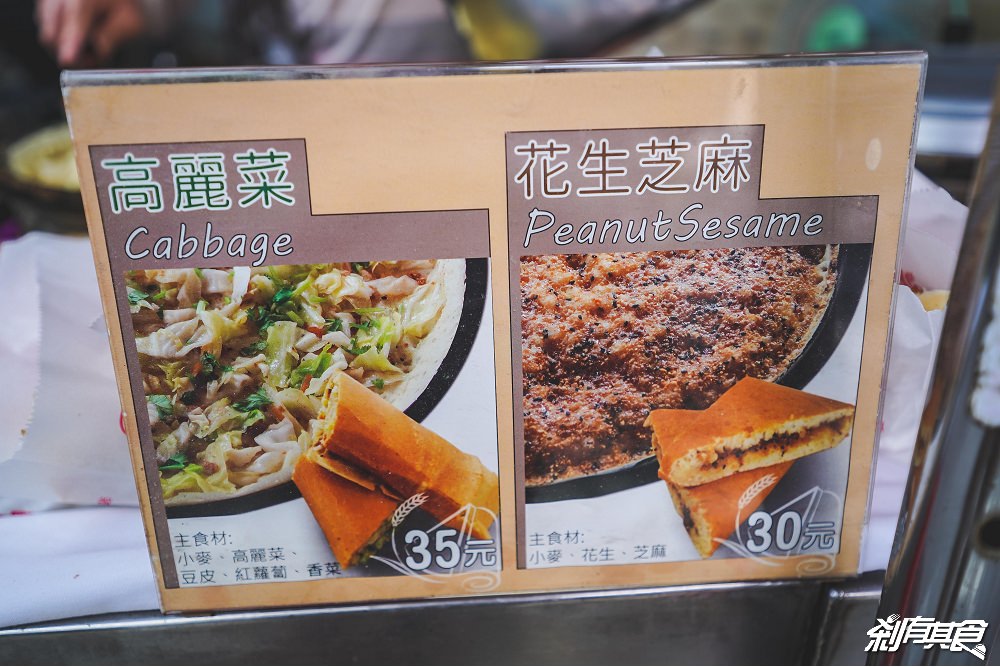 高麗菜
Cabbage
主食材:
小麥、高麗菜、
豆皮、紅蘿蔔、香菜
35元
花生芝麻
Peanut Sesame
主食材:
小麥、花生、芝麻
30元
剎有其食